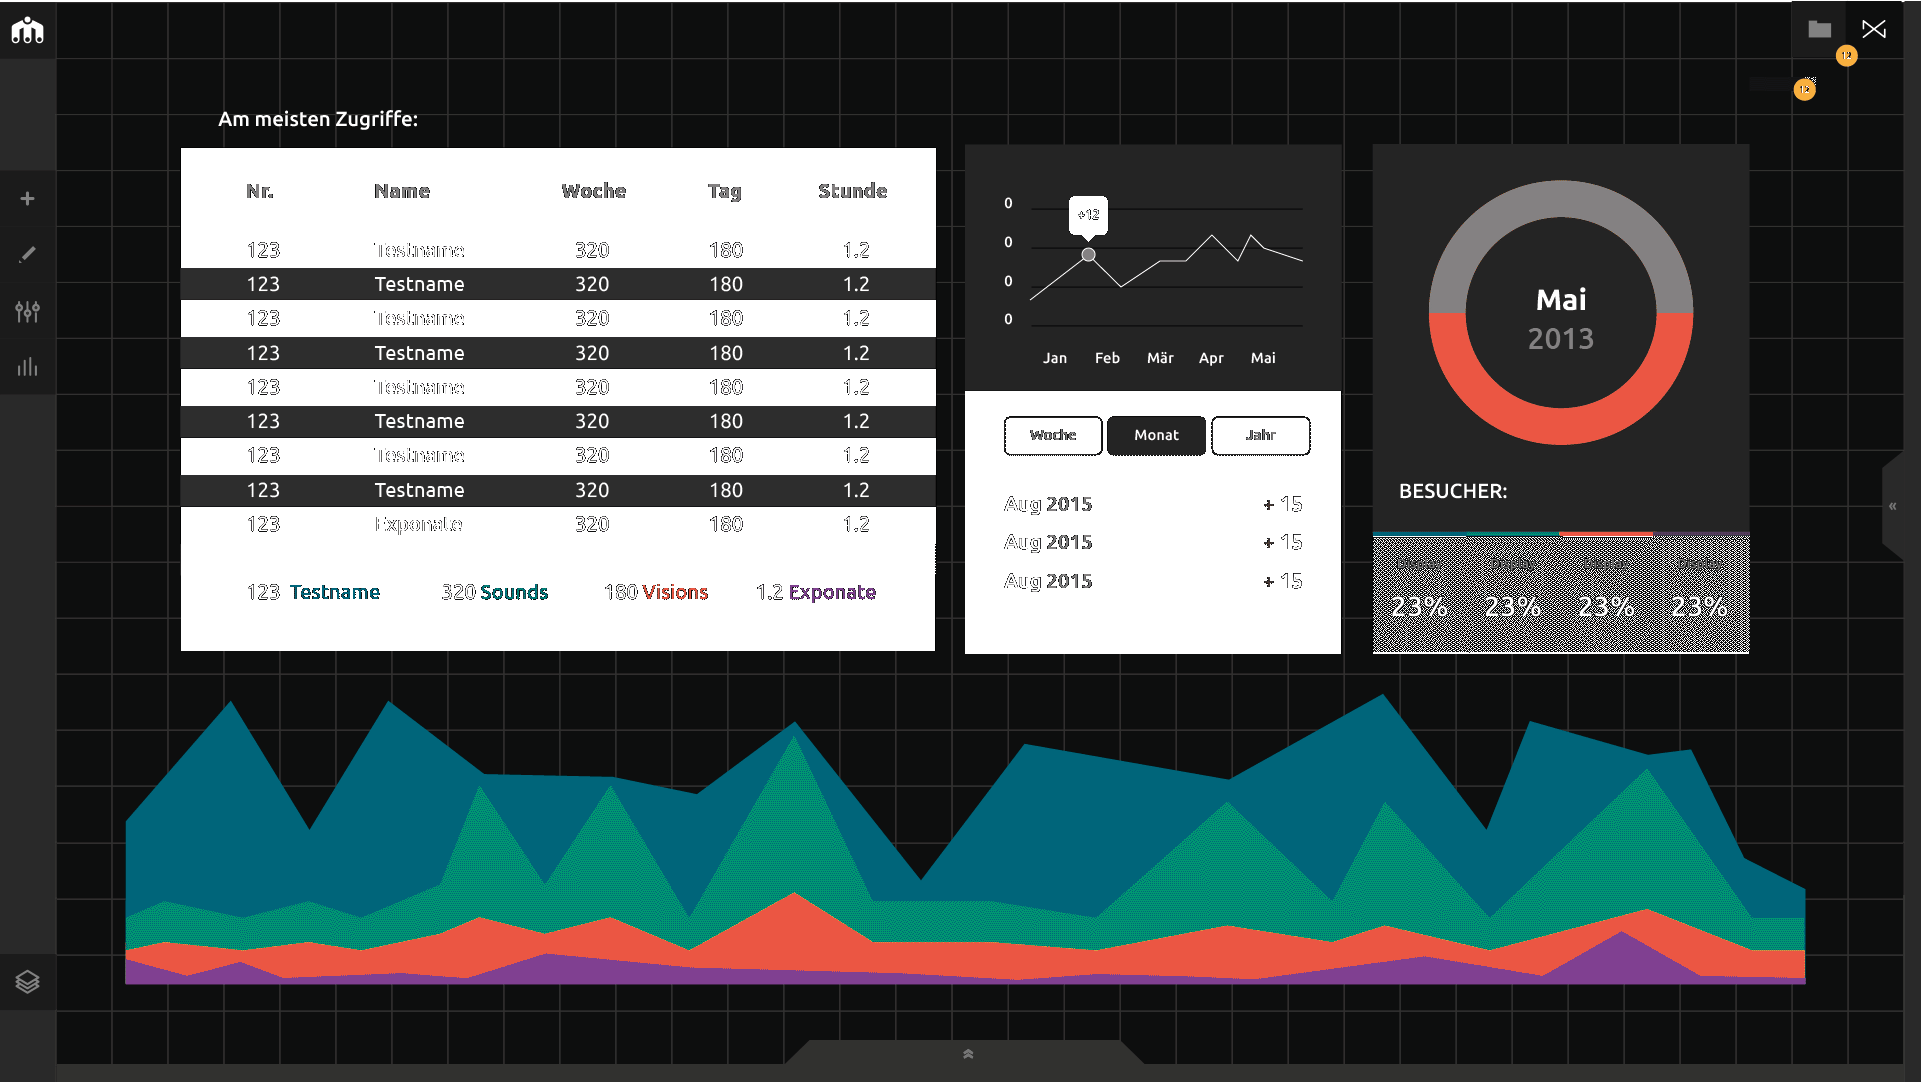 12
12
Am meisten Zugriffe:
Nr. Name Woche Tag Stunde
123 Testname 320 180 1.2
123 Testname 320 180 1.2
123 Testname 320 180 1.2
123 Testname 320 180 1.2
123 Testname 320 180 1.2
123 Testname 320 180 1.2
123 Testname 320 180 1.2
123 Testname 320 180 1.2
123 Exponate 320 180 1.2
123 Testname 320 Sounds 180 Visions 1.2 Exponate
0
+12
0
0
0
Jan Feb Mär Apr Mai
Woche Monat Jahr
Aug 2015 + 15
Aug 2015 + 15
Aug 2015 + 15
Mai
2013
BESUCHER:
23% 23% 23% 23%